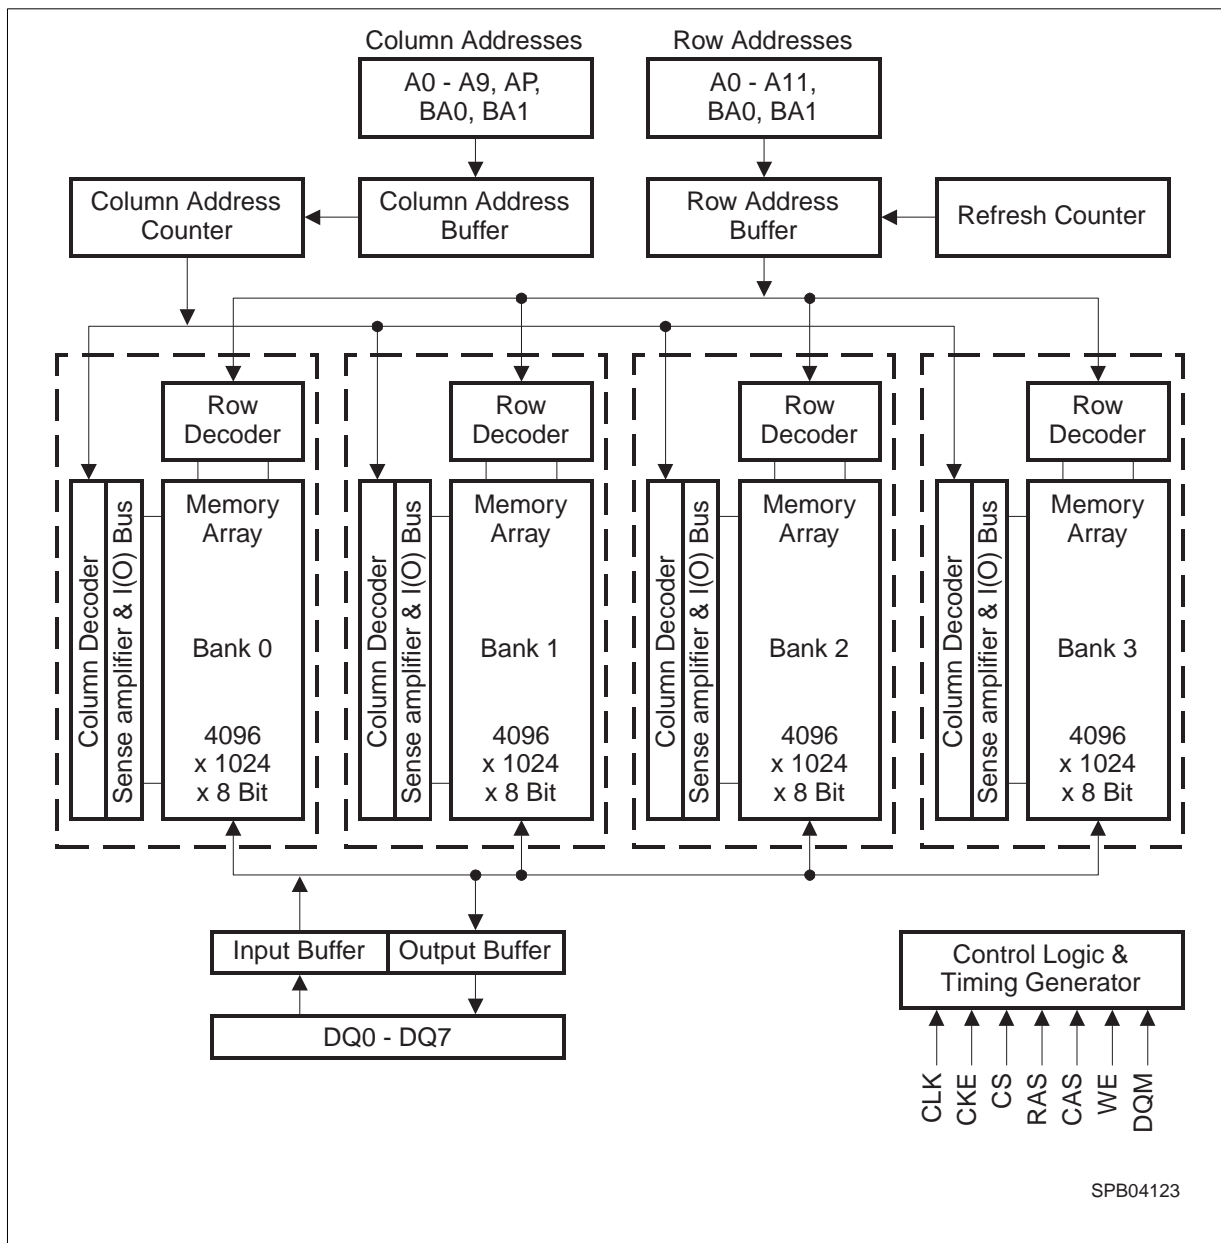 Column Addresses
Row Addresses
A0 - A9, AP,
BA0, BA1
A0 - A11,
BA0, BA1
Column Address
Counter
Column Address
Buffer
Row Address
Buffer
Refresh Counter
Row
Decoder
Row
Decoder
Row
Decoder
Row
Decoder
Column Decoder
Sense amplifier & I(O) Bus
Memory
Array
Bank 0
4096
x 1024
x 8 Bit
Column Decoder
Sense amplifier & I(O) Bus
Memory
Array
Bank 1
4096
x 1024
x 8 Bit
Column Decoder
Sense amplifier & I(O) Bus
Memory
Array
Bank 2
4096
x 1024
x 8 Bit
Column Decoder
Sense amplifier & I(O) Bus
Memory
Array
Bank 3
4096
x 1024
x 8 Bit
Input Buffer
Output Buffer
DQ0 - DQ7
Control Logic &
Timing Generator
CLK
CKE
CS
RAS
CAS
WE
DQM
SPB04123